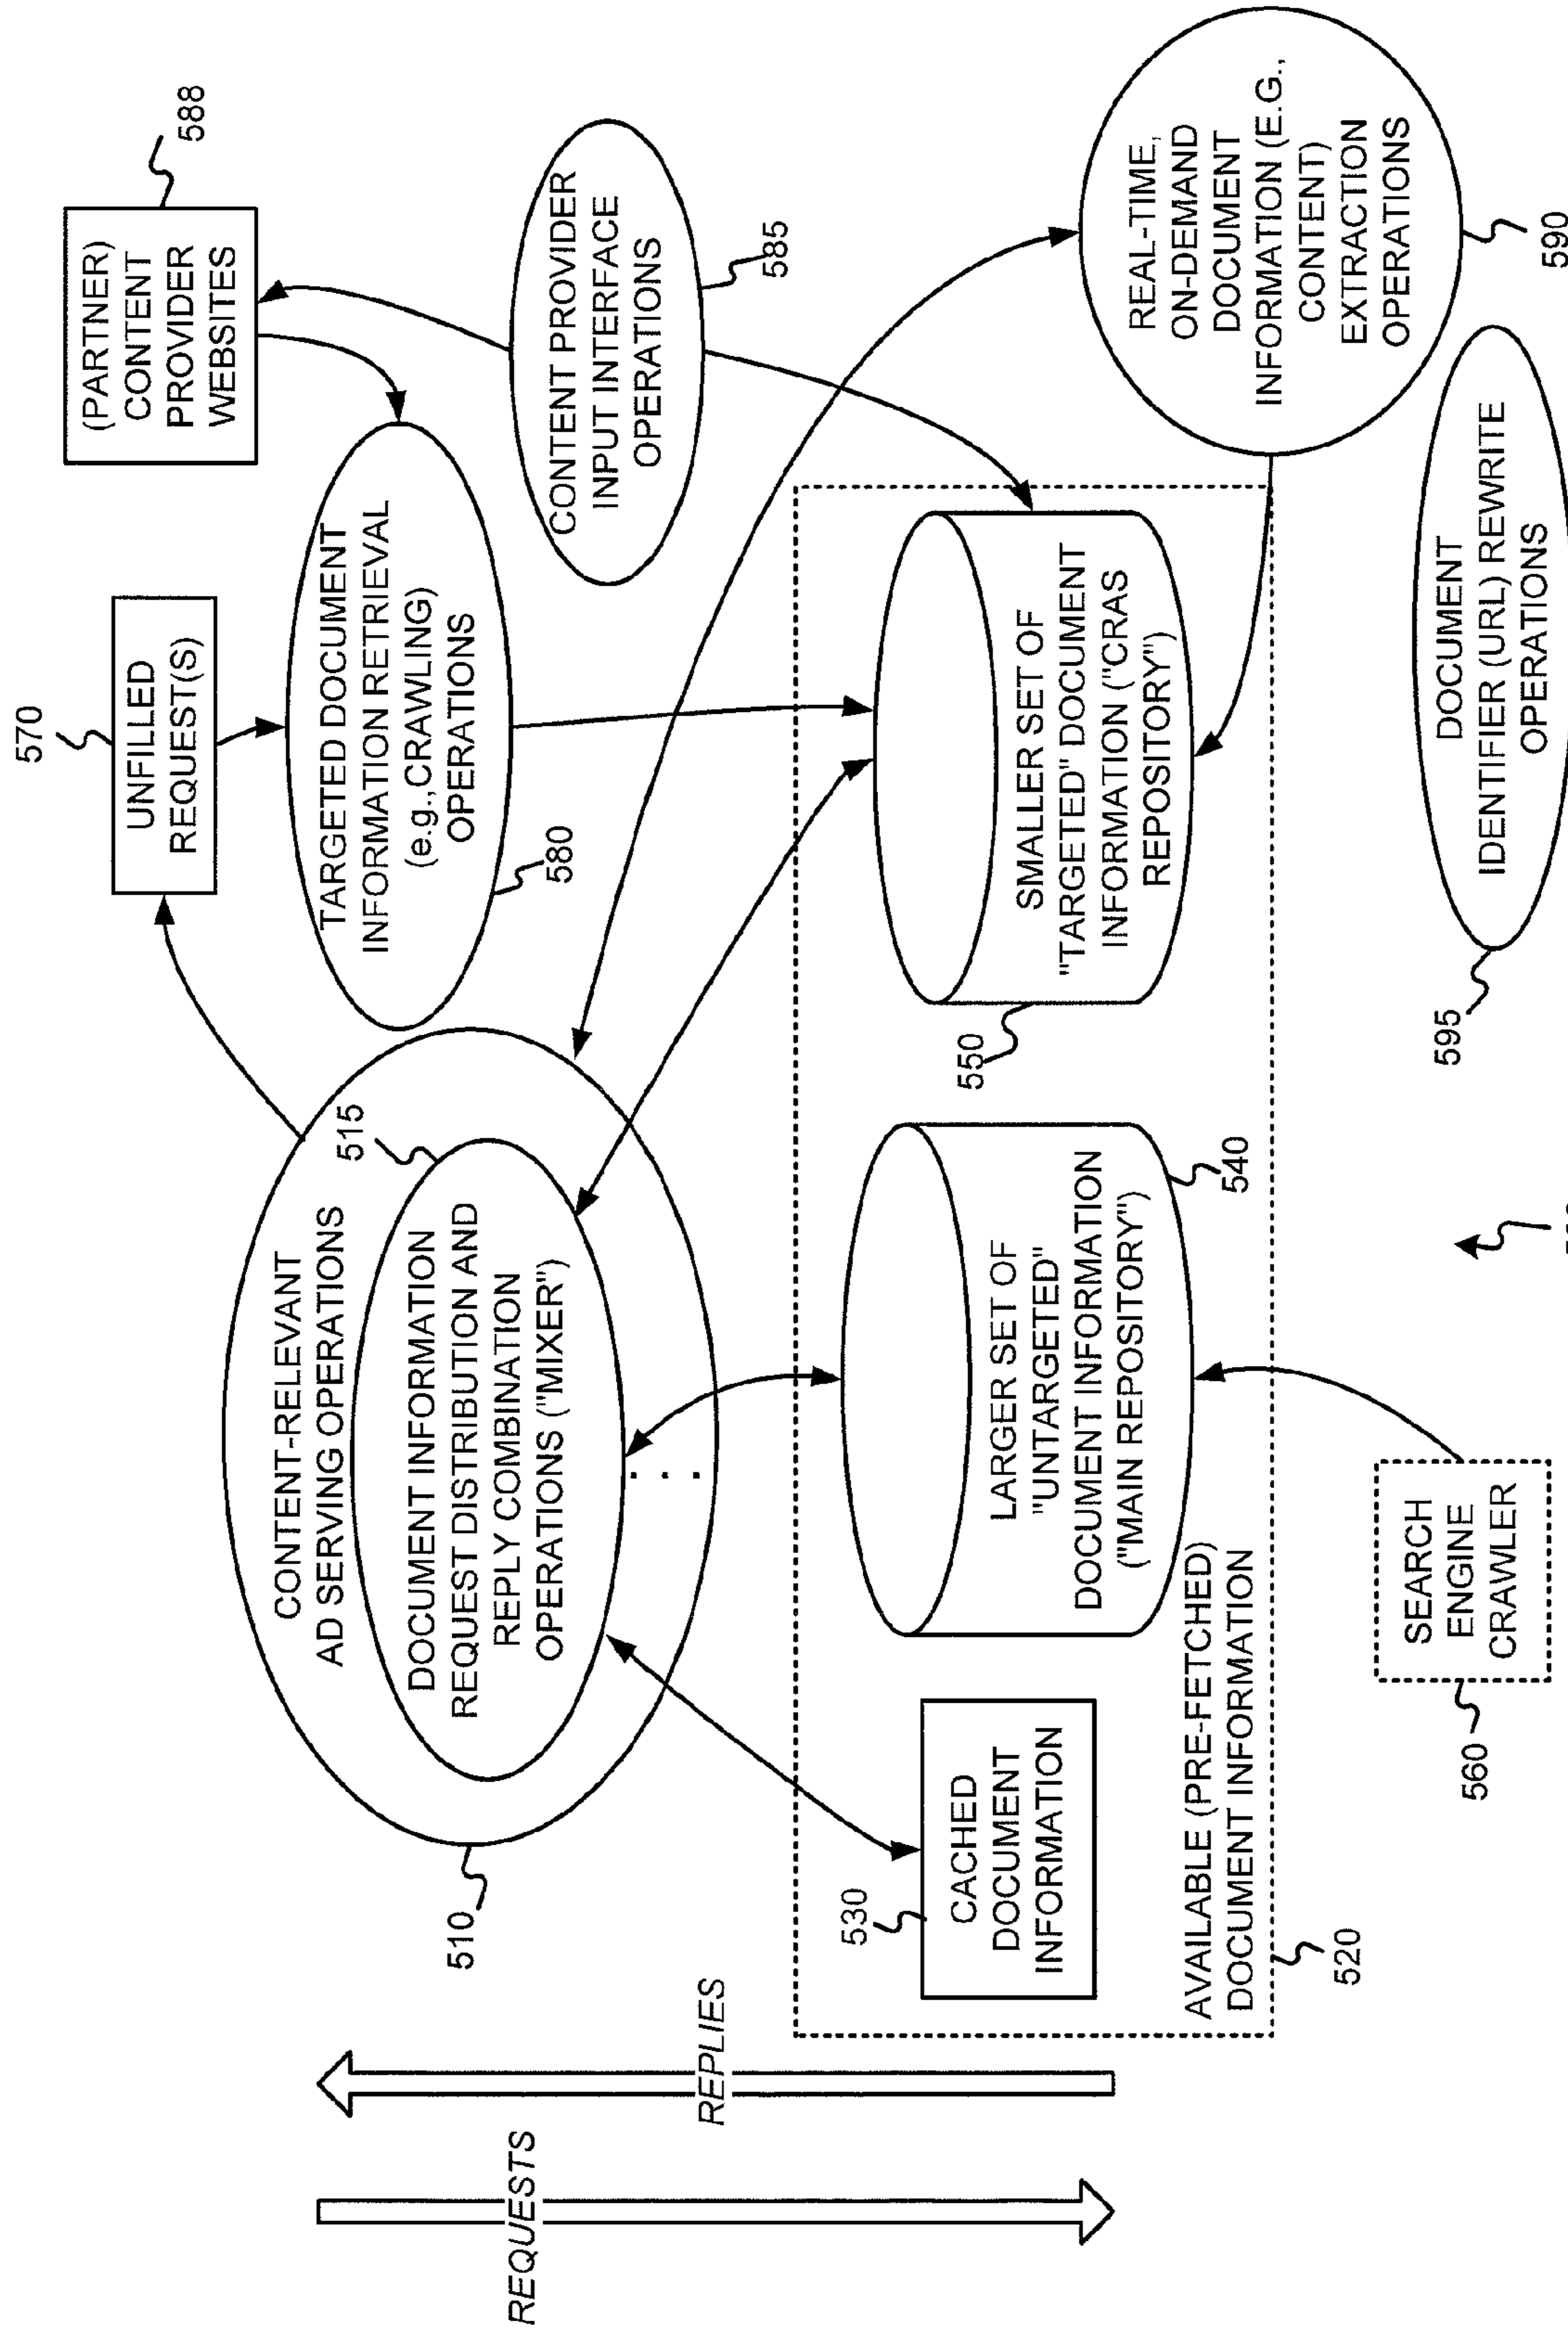 570
UNFILLED
REQUEST(S)
(PARTNER)
CONTENT
PROVIDER
WEBSITES
588
CONTENT-RELEVANT
AD SERVING OPERATIONS
510
515
DOCUMENT INFORMATION
REQUEST DISTRIBUTION AND
REPLY COMBINATION
OPERATIONS ("MIXER")
. . .
TARGETED DOCUMENT
INFORMATION RETRIEVAL
(e.g.,CRAWLING)
OPERATIONS
580
CONTENT PROVIDER
INPUT INTERFACE
OPERATIONS
585
REQUESTS
REPLIES
530
CACHED
DOCUMENT
INFORMATION
LARGER SET OF
"UNTARGETED"
DOCUMENT INFORMATION
("MAIN REPOSITORY")
540
550
SMALLER SET OF
"TARGETED" DOCUMENT
INFORMATION ("CRAS
REPOSITORY")
AVAILABLE (PRE-FETCHED)
DOCUMENT INFORMATION
520
REAL-TIME,
ON-DEMAND
DOCUMENT
INFORMATION (E.G.,
CONTENT)
EXTRACTION
OPERATIONS
590
560
SEARCH
ENGINE
CRAWLER
595
DOCUMENT
IDENTIFIER (URL) REWRITE
OPERATIONS